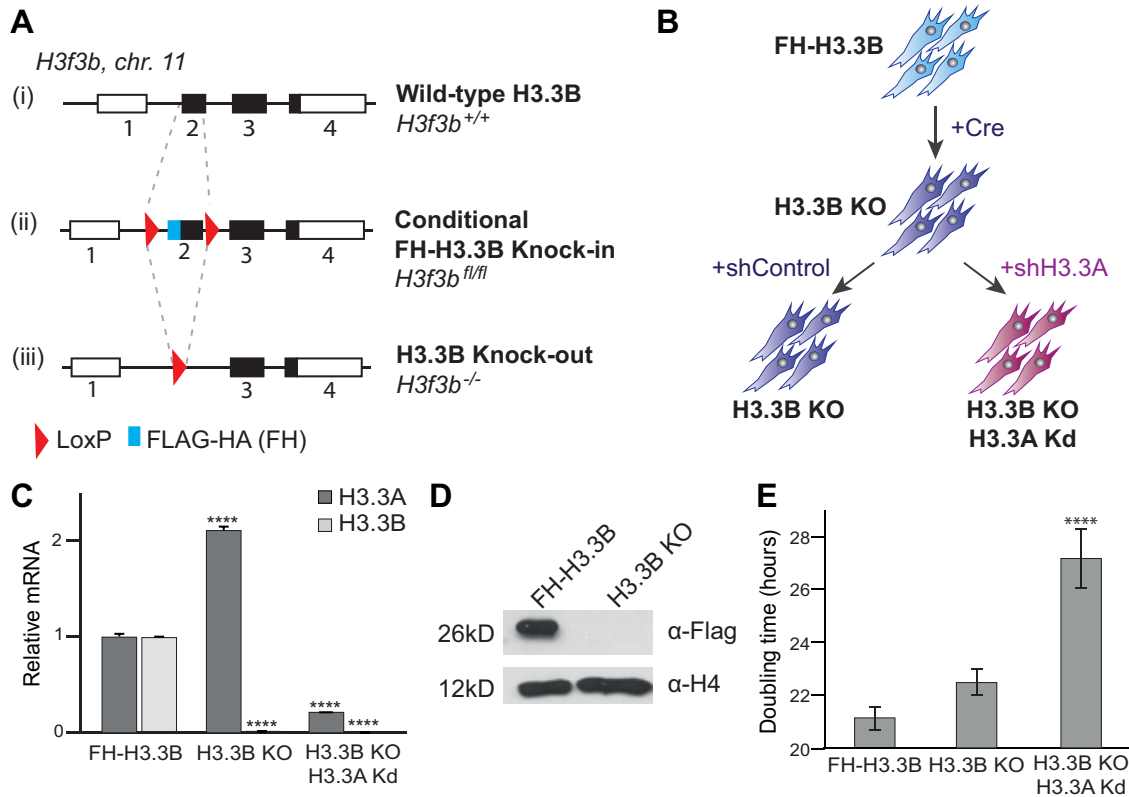 A
H3f3b, chr. 11
(i)
1
2
3
4
Wild-type H3.3B
H3f3b+/+
(ii)
1
2
3
4
Conditional
FH-H3.3B Knock-in
H3f3b fl/fl
(iii)
1
3
4
H3.3B Knock-out
H3f3b-/-
LoxP
FLAG-HA (FH)
B
FH-H3.3B
+Cre
H3.3B KO
+shControl
+shH3.3A
H3.3B KO
H3.3B KO
H3.3A Kd
C
Relative mRNA
2
1
0
H3.3A
H3.3B
****
****
****
****
FH-H3.3B
H3.3B KO
H3.3B KO
H3.3A Kd
D
FH-H3.3B
H3.3B KO
26kD
α-Flag
12kD
α-H4
E
Doubling time (hours)
28
26
24
22
20
****
FH-H3.3B
H3.3B KO
H3.3B KO
H3.3A Kd